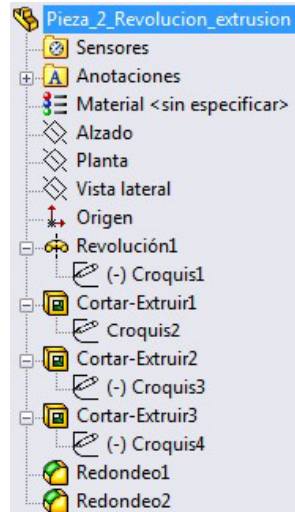 Pieza_2_Revolucion_extrusion
Sensores
Anotaciones
Material <sin especificar>
Alzado
Planta
Vista lateral
Origen
Revolución1
(-) Croquis1
Cortar-Extruir1
Croquis2
Cortar-Extruir2
(-) Croquis3
Cortar-Extruir3
(-) Croquis4
Redondeo1
Redondeo2